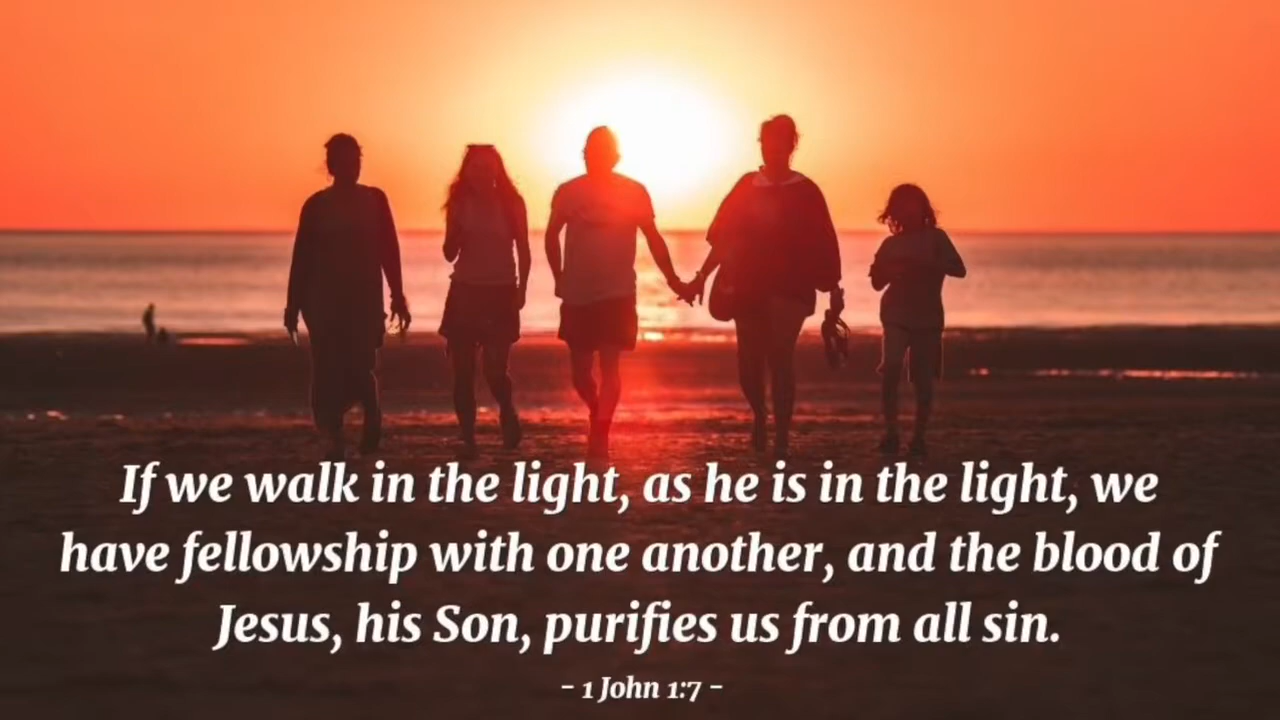 If we walk in the light, as he is in the light, we
have fellowship with one another, and the blood of
Jesus, his Son, purifies us from all sin.
- 1 John 1:7 -